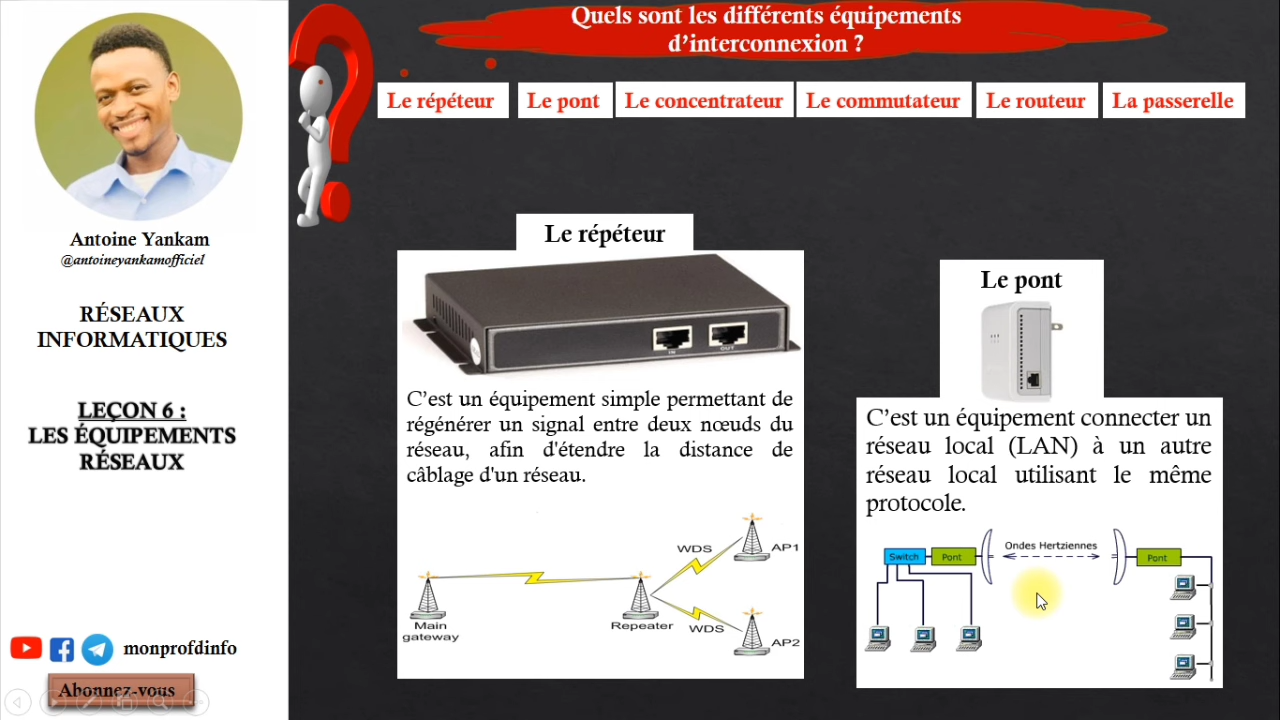 Quels sont les différents équipements
d'interconnexion ?
Le répéteur
Le pont
Le concentrateur
Le commutateur
Le routeur
La passerelle
Antoine Yankam
@antoineyankamofficiel
RÉSEAUX
INFORMATIQUES
LEÇON 6 :
LES ÉQUIPEMENTS
RÉSEAUX
monprofdinfo
Abonnez-vous
Le répéteur
IN
OUT
C'est un équipement simple permettant de
régénérer un signal entre deux nœuds du
réseau, afin d'étendre la distance de
câblage d'un réseau.
WDS
AP1
Main
gateway
Repeater
WDS
AP2
Le pont
C'est un équipement connecter un
réseau local (LAN) à un autre
réseau local utilisant le même
protocole.
Switch
Pont
Ondes Hertziennes
Pont